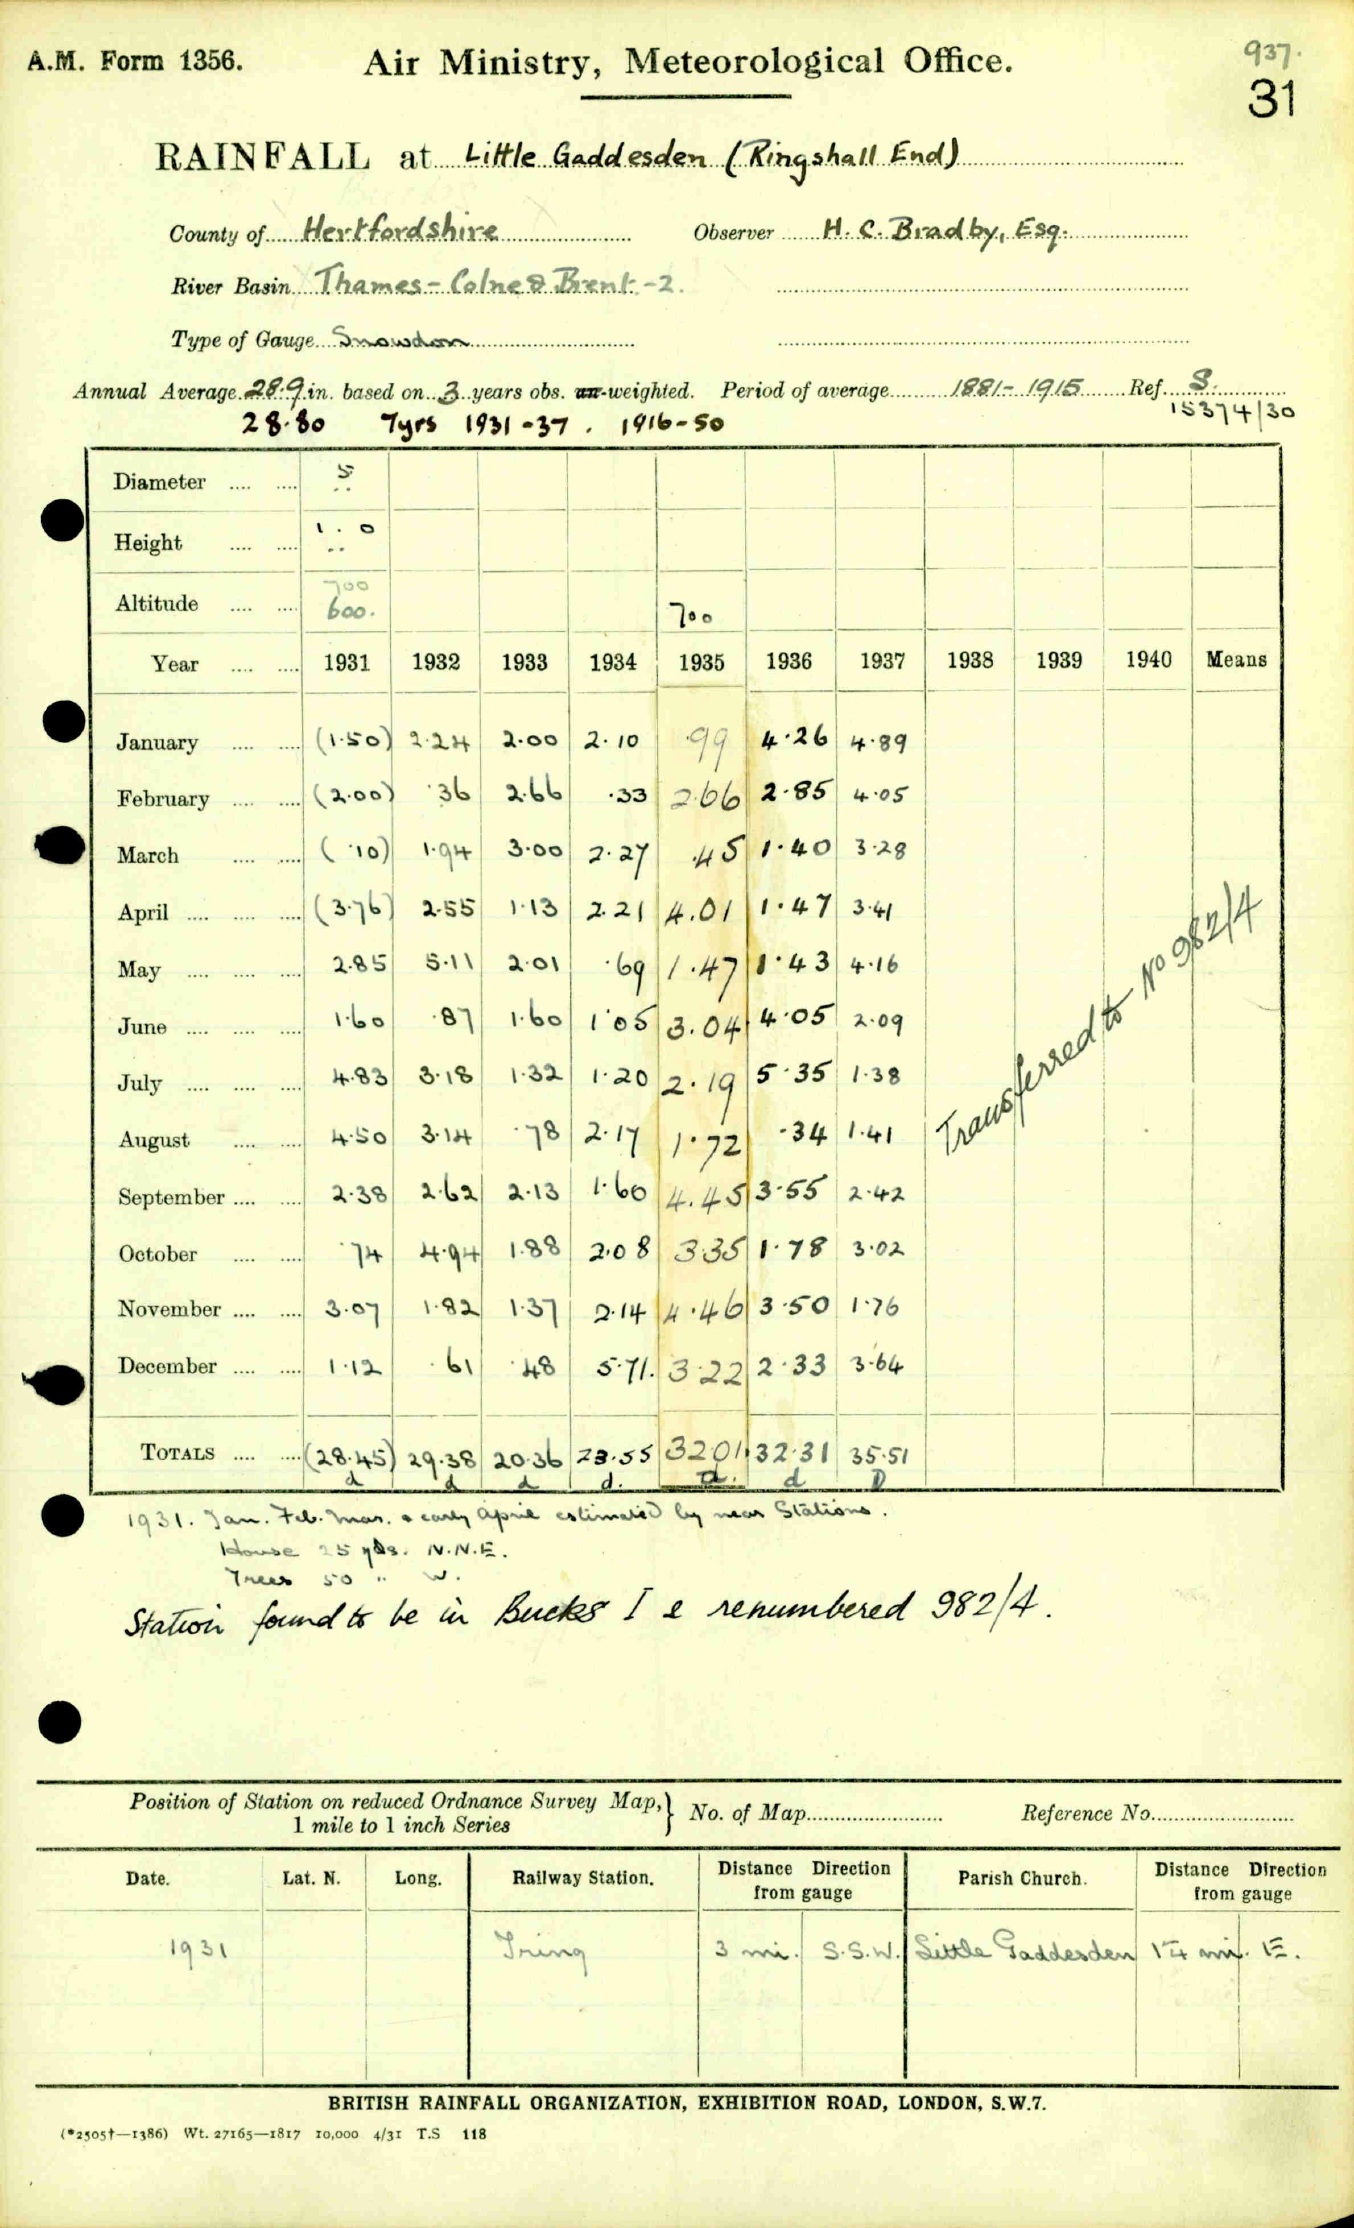 A.M. Form 1356.
Air Ministry, Meteorological Office.
937.
31
RAINFALL at Little Gaddesden (Ringshall End)
County of Hertfordshire Observer H. C. Bradby, Esq.
River Basin Thames - Colne & Brent - 2.
Type of Gauge Snowdon
Annual Average 28.9 in. based on 3 years obs. un-weighted. Period of average 1881-1915 Ref. S.
15374/30
28.80 7yrs 1931-37. 1916-50
Diameter .... .... 5
Height .... .... 1.0
Altitude .... .... 700 600. 700
Year .... .... 1931 1932 1933 1934 1935 1936 1937 1938 1939 1940 Means
January .... .... (1.50) 2.24 2.00 2.10 .99 4.26 4.89
February .... .... (2.00) .36 2.66 .33 2.66 2.85 4.05
March .... .... ( .10) 1.94 3.00 2.27 .45 1.40 3.28
April .... .... .... (3.76) 2.55 1.13 2.21 4.01 1.47 3.41
May .... .... .... 2.85 5.11 2.01 .69 1.47 1.43 4.16
June .... .... .... 1.60 .87 1.60 1.05 3.04 4.05 2.09
July .... .... .... 4.83 3.18 1.32 1.20 2.19 5.35 1.38
August .... .... 4.50 3.14 .78 2.17 1.72 .34 1.41
September .... .... 2.38 2.62 2.13 1.60 4.45 3.55 2.42
October .... .... .74 4.94 1.88 2.08 3.35 1.78 3.02
November .... .... 3.07 1.82 1.37 2.14 4.46 3.50 1.76
December .... .... 1.12 .61 .48 5.71. 3.22 2.33 3.64
TOTALS .... .... (28.45) 29.38 20.36 23.55 32.01. 32.31 35.51
d d d d. d. d D
Transferred to No 982/4
1931. Jan. Feb. Mar. & early April estimated by near Stations.
House 25 yds. N.N.E.
Trees 50 " W.
Station found to be in Bucks I & renumbered 982/4.
Position of Station on reduced Ordnance Survey Map, } No. of Map Reference No.
1 mile to 1 inch Series
Date. Lat. N. Long. Railway Station. Distance Direction from gauge Parish Church. Distance Direction from gauge
1931 Tring 3 mi. S.S.W. Little Gaddesden 1¼ mi. E.
BRITISH RAINFALL ORGANIZATION, EXHIBITION ROAD, LONDON, S.W.7.
(*2505†—1386) Wt. 27165—1817 10,000 4/31 T.S 118